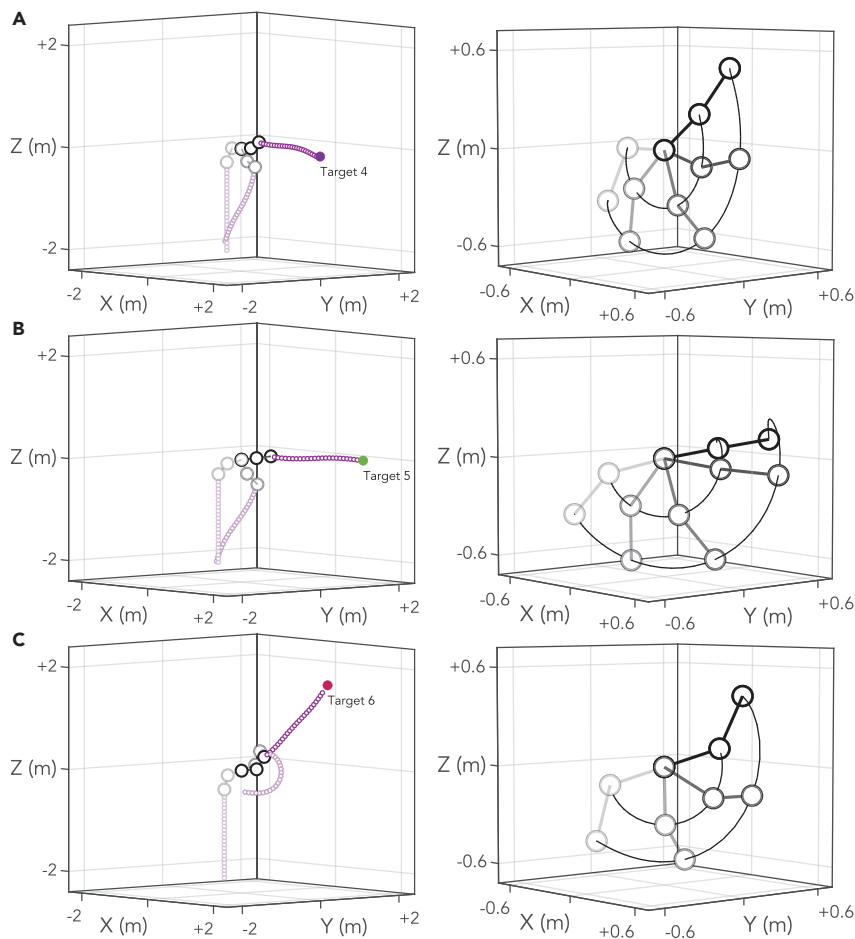 A
+2
+0.6
Z (m)
Target 4
Z (m)
-2
-0.6
-2
X (m)
+2
-2
Y (m)
+2
-0.6
X (m)
+0.6
-0.6
Y (m)
+0.6
B
+2
+0.6
Z (m)
Target 5
Z (m)
-2
-0.6
-2
X (m)
+2
-2
Y (m)
+2
-0.6
X (m)
+0.6
-0.6
Y (m)
+0.6
C
+2
+0.6
Target 6
Z (m)
Z (m)
-2
-0.6
-2
X (m)
+2
-2
Y (m)
+2
-0.6
X (m)
+0.6
-0.6
Y (m)
+0.6